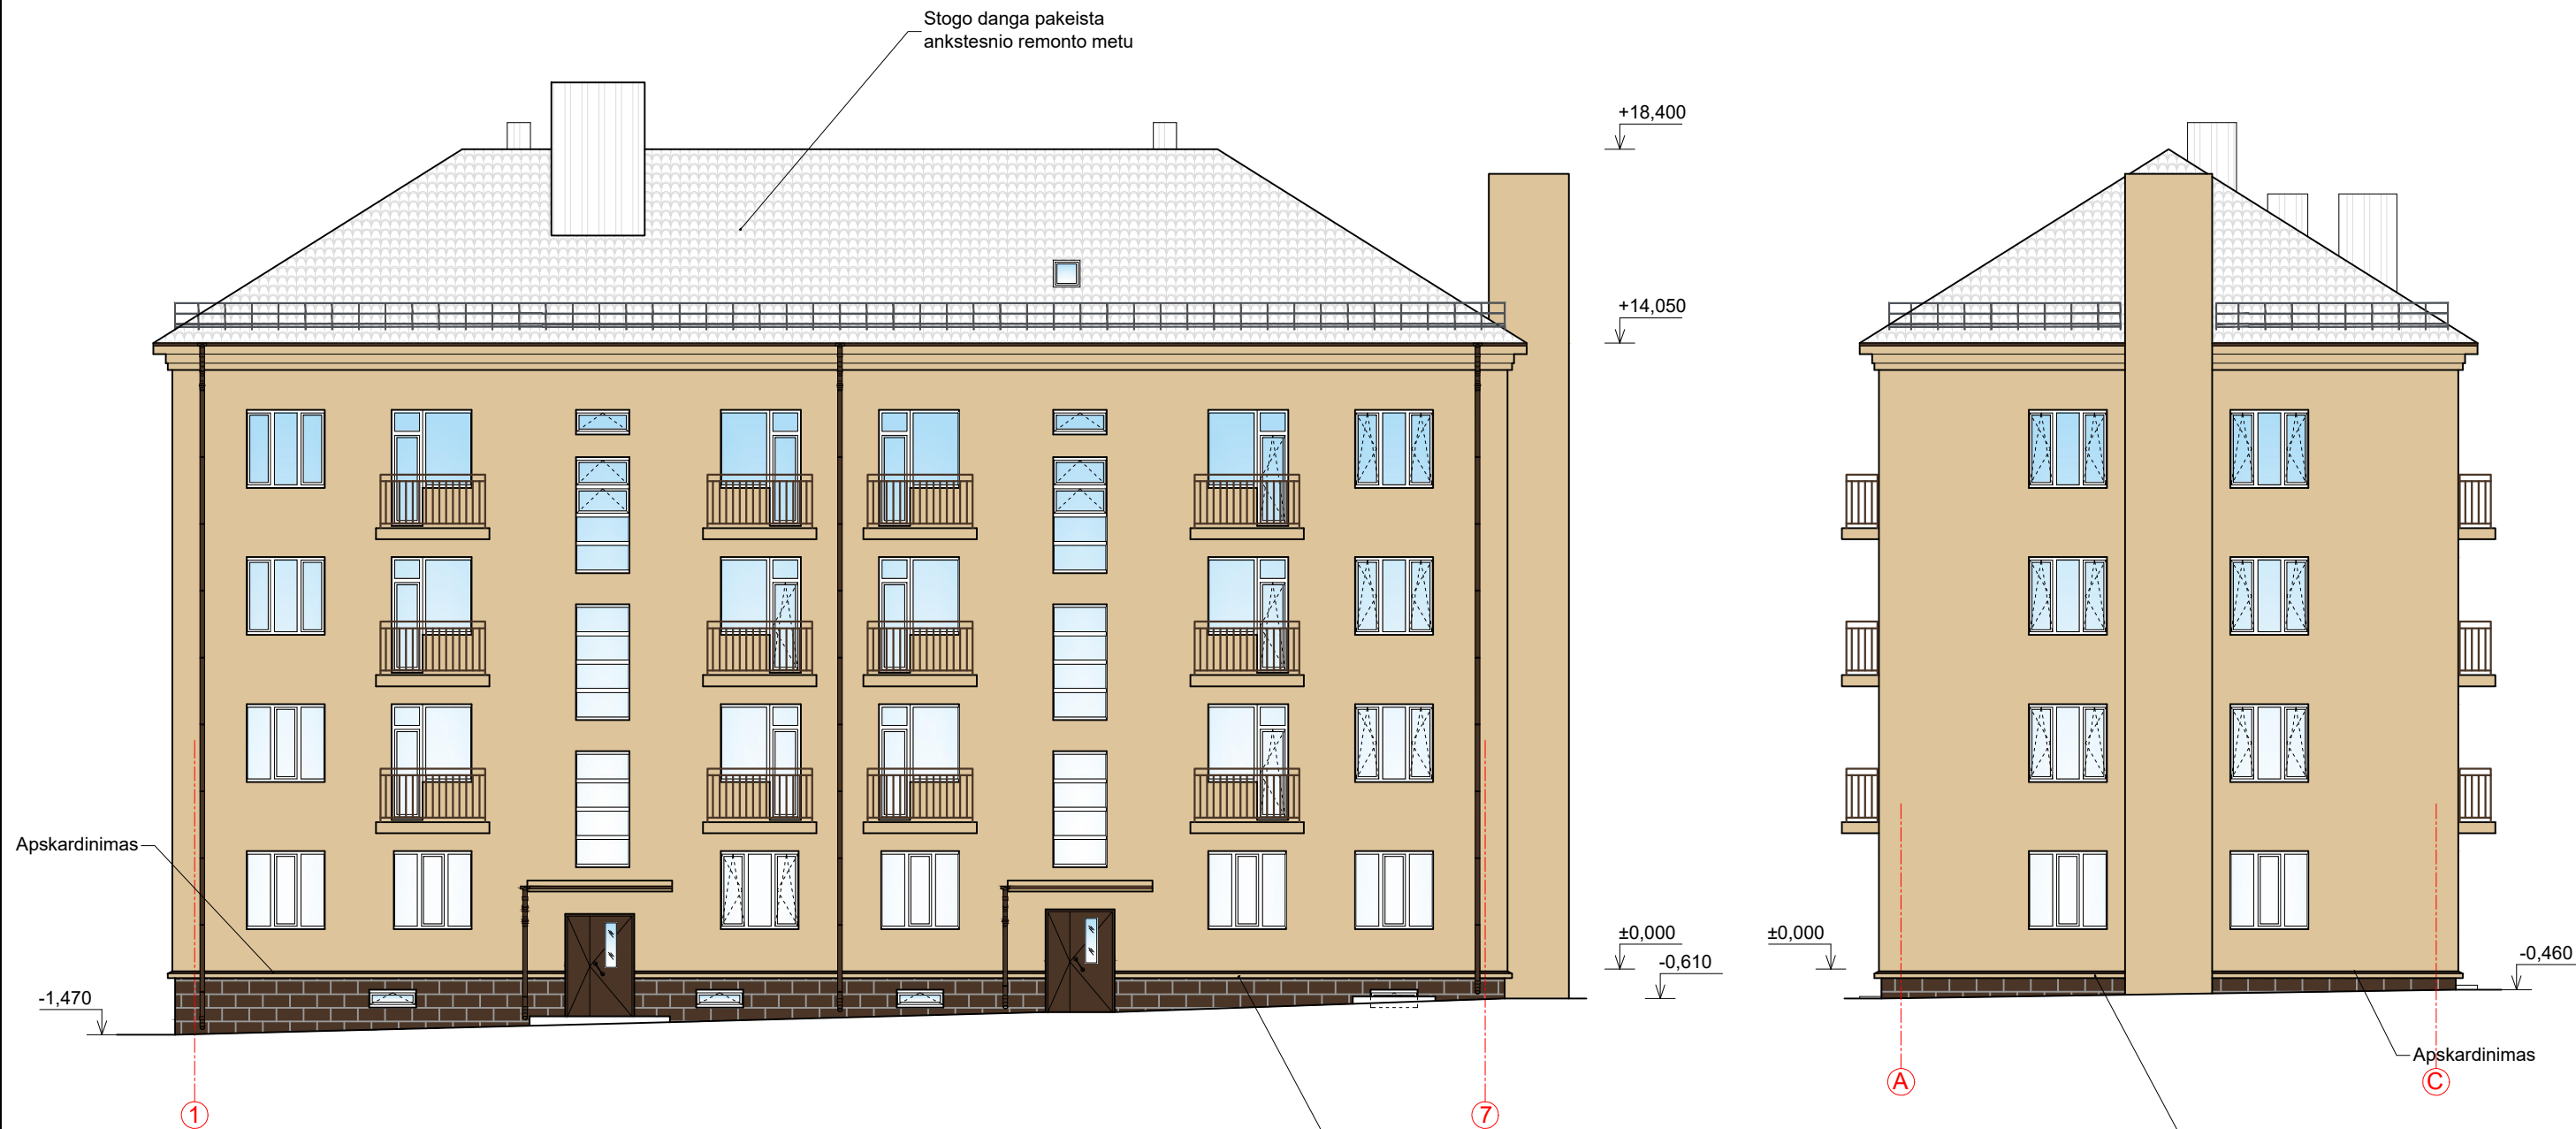 Stogo danga pakeista
ankstesnio remonto metu
+18,400
+14,050
Apskardinimas
±0,000
-0,610
-1,470
±0,000
-0,460
Apskardinimas
1
7
A
C